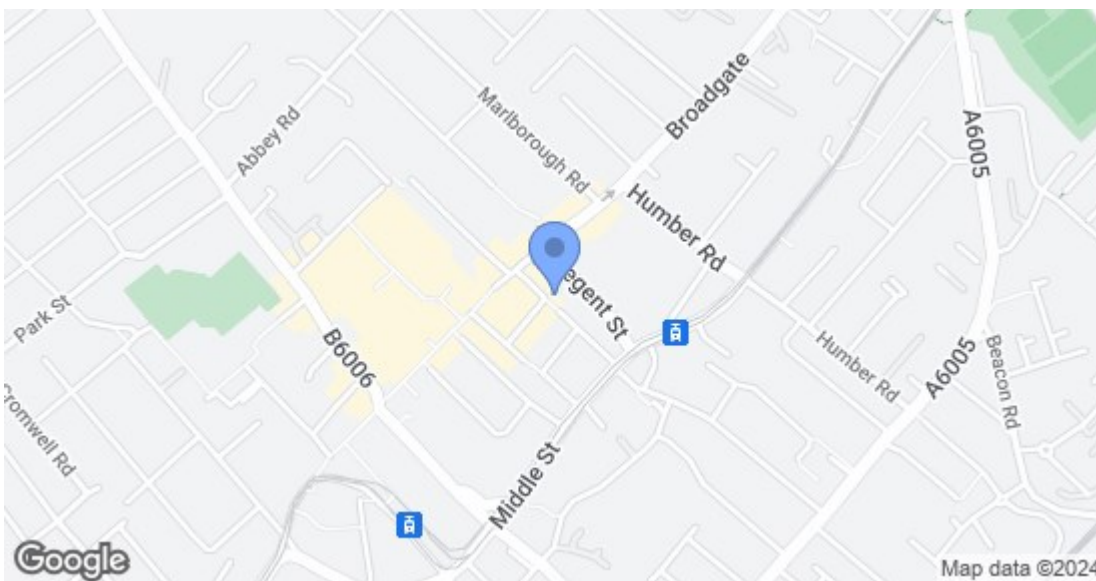 Broadgate
Marlborough Rd
Abbey Rd
A6005
Humber Rd
egent St
Park St
B6006
Humber Rd
A6005
Beacon Rd
Cromwell Rd
Middle St
Google
Map data ©2024